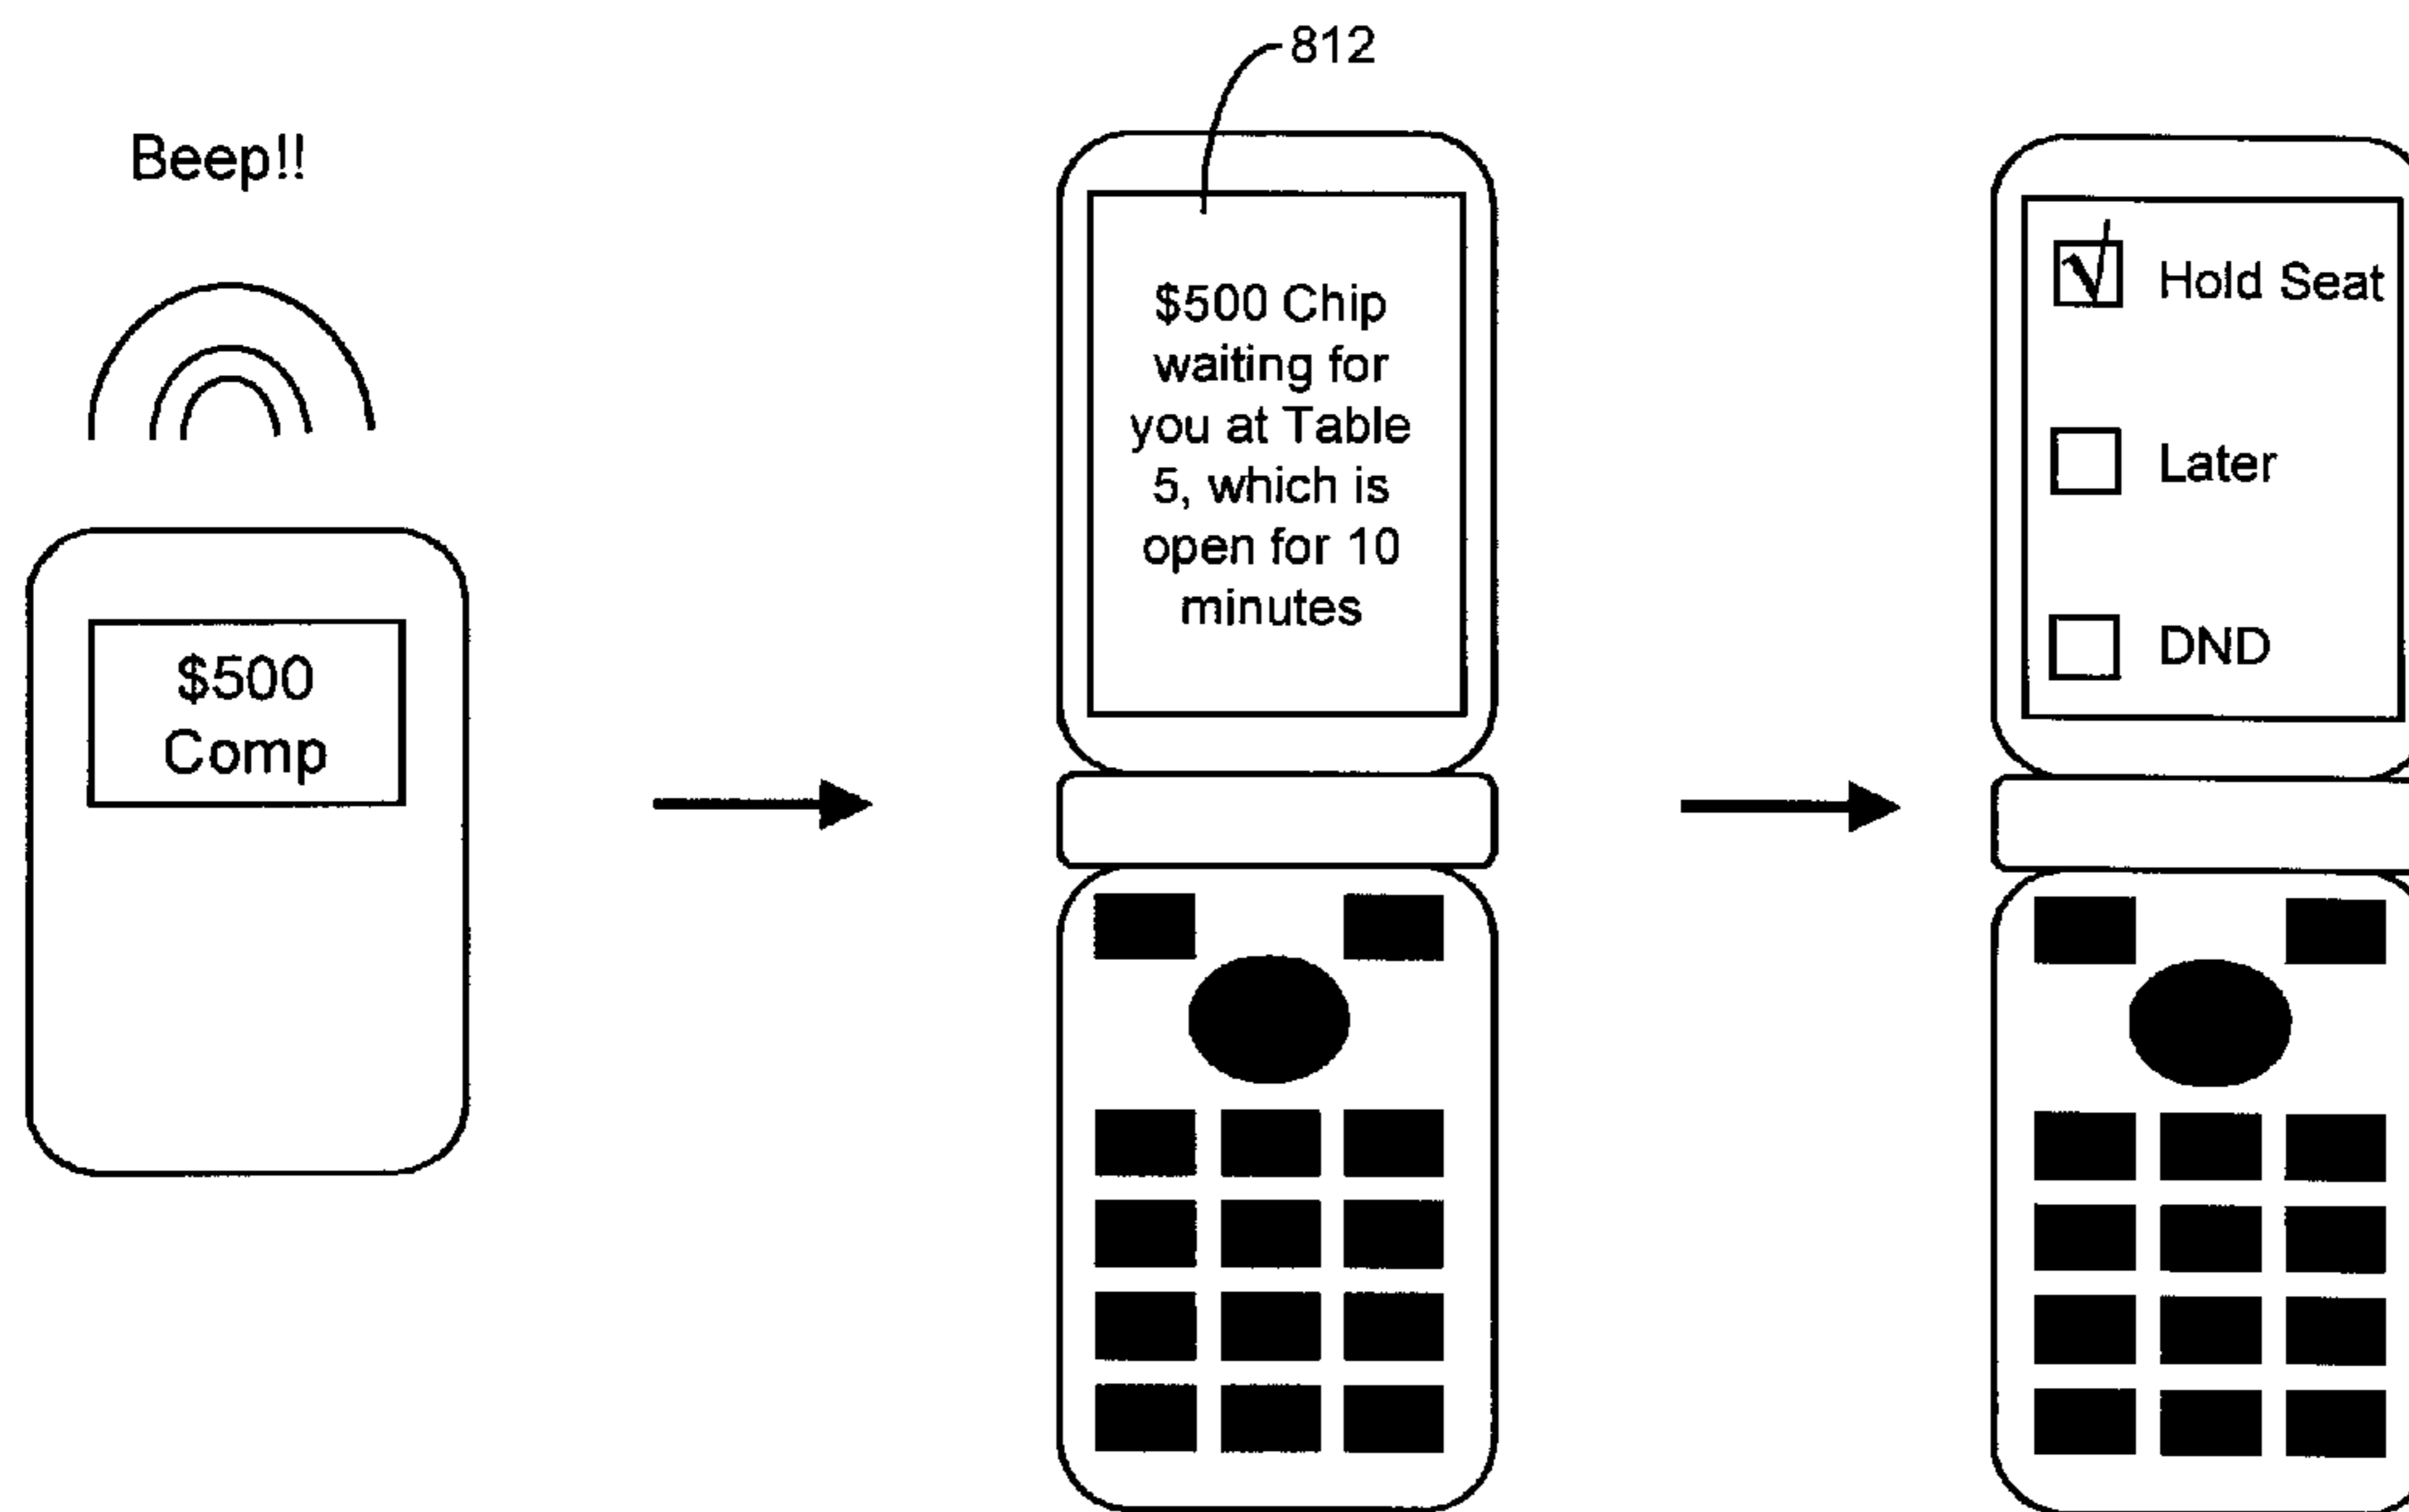 812
Beep!!
$500
Comp
$500 Chip
waiting for
you at Table
5, which is
open for 10
minutes
Hold Seat
Later
DND